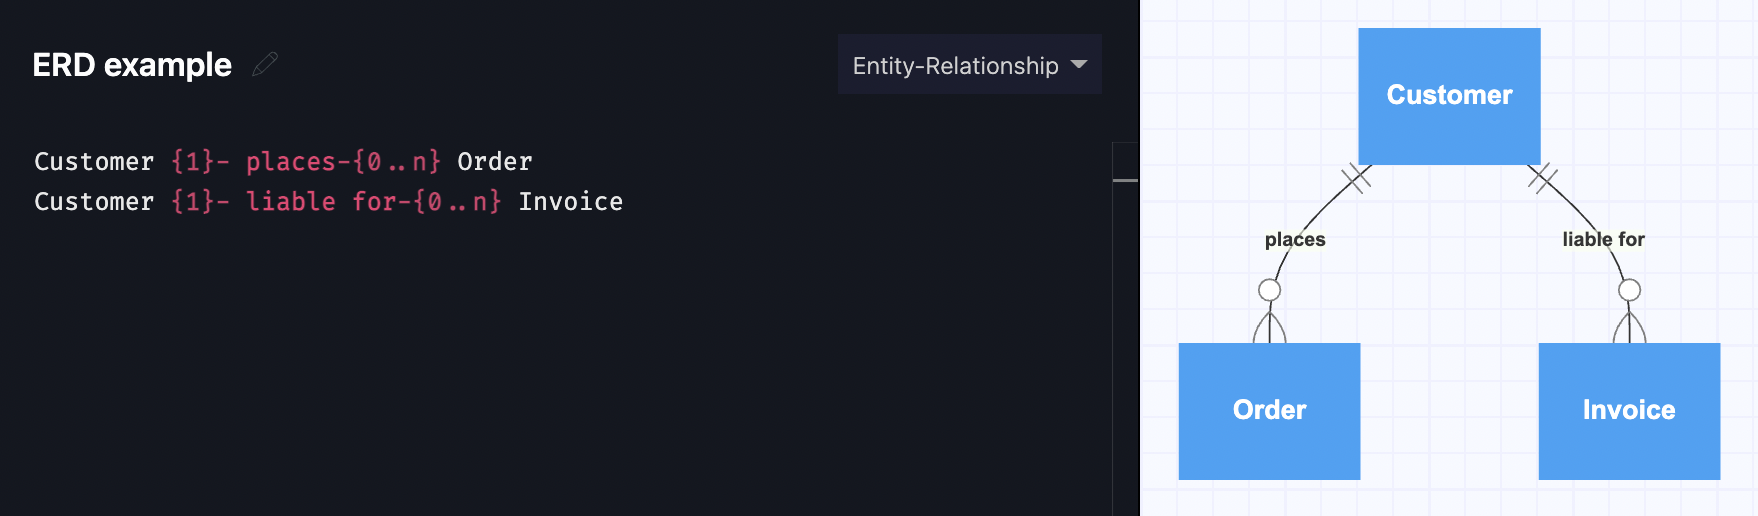 ERD example
Entity-Relationship
Customer {1}- places-{0..n} Order
Customer {1}- liable for-{0..n} Invoice
Customer
places
liable for
Order
Invoice